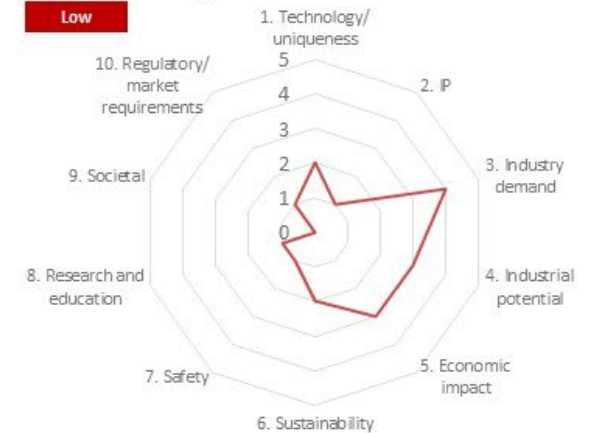 Low
1. Technology/
uniqueness
2. IP
3. Industry
demand
4. Industrial
potential
5. Economic
impact
6. Sustainability
7. Safety
8. Research and
education
9. Societal
10. Regulatory/
market
requirements
5
4
3
2
1
0